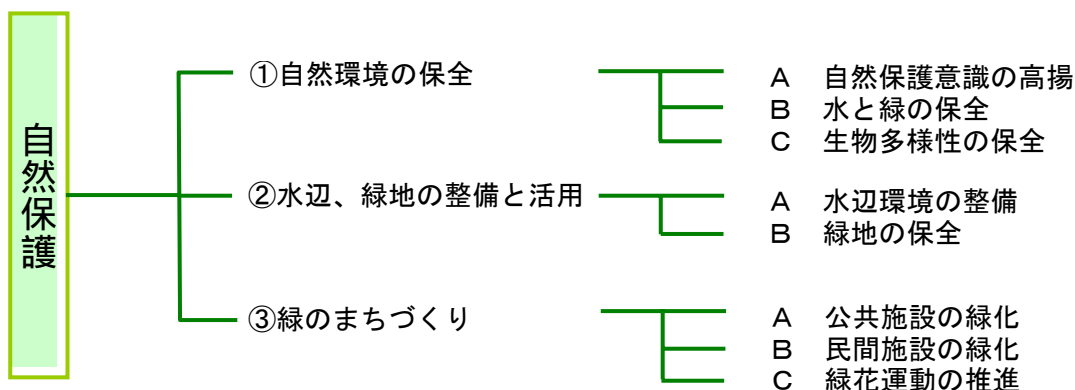 自然保護
①自然環境の保全
A 自然保護意識の高揚
B 水と緑の保全
C 生物多様性の保全
②水辺、緑地の整備と活用
A 水辺環境の整備
B 緑地の保全
③緑のまちづくり
A 公共施設の緑化
B 民間施設の緑化
C 緑花運動の推進